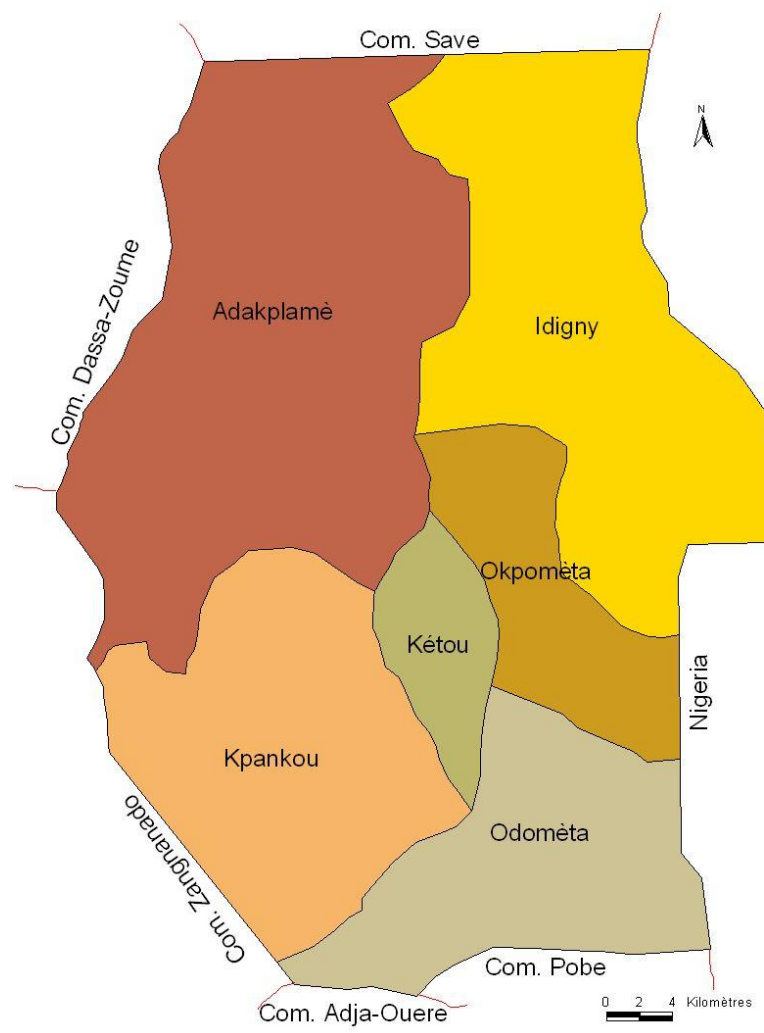 Com. Save
N
Com. Dassa-Zoume
Adakplamè
Idigny
Okpomèta
Kétou
Nigeria
Kpankou
Odomèta
Com. Zangnanado
Com. Pobe
Com. Adja-Ouere
0 2 4 Kilomètres